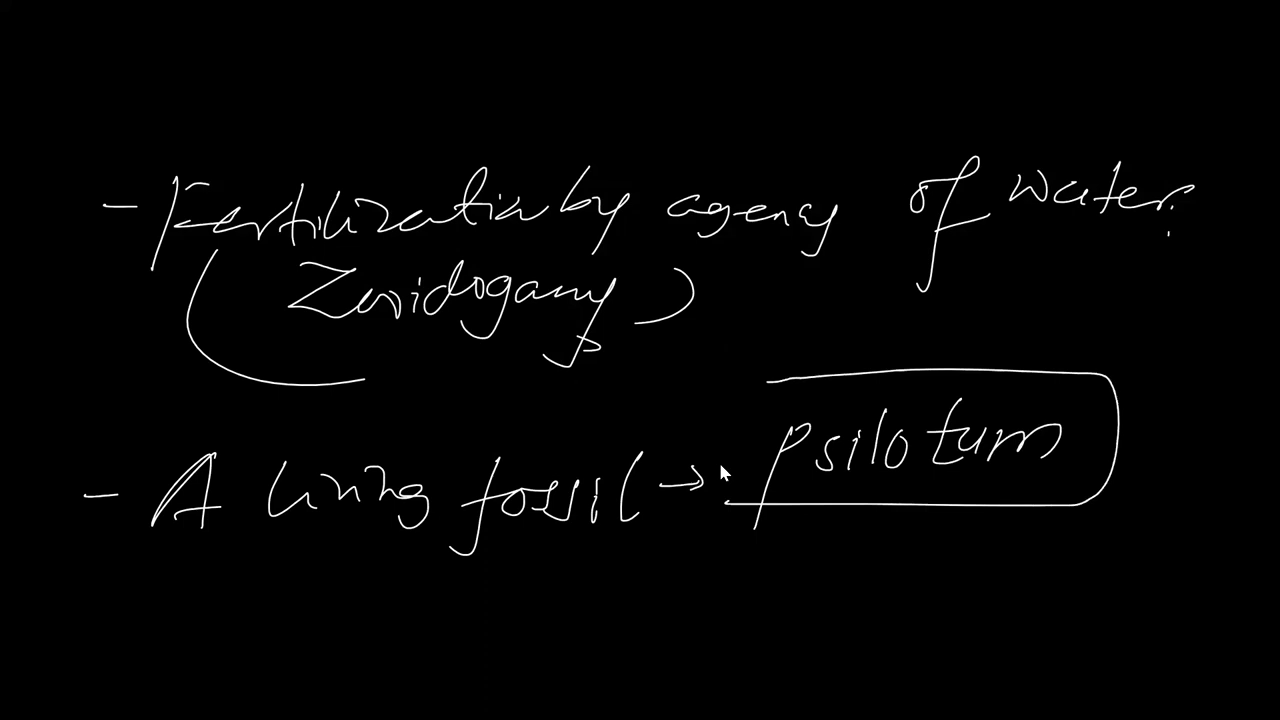 - Fertilization by agency of water.
(Zooidogamy)
- A living fossil → psilotum